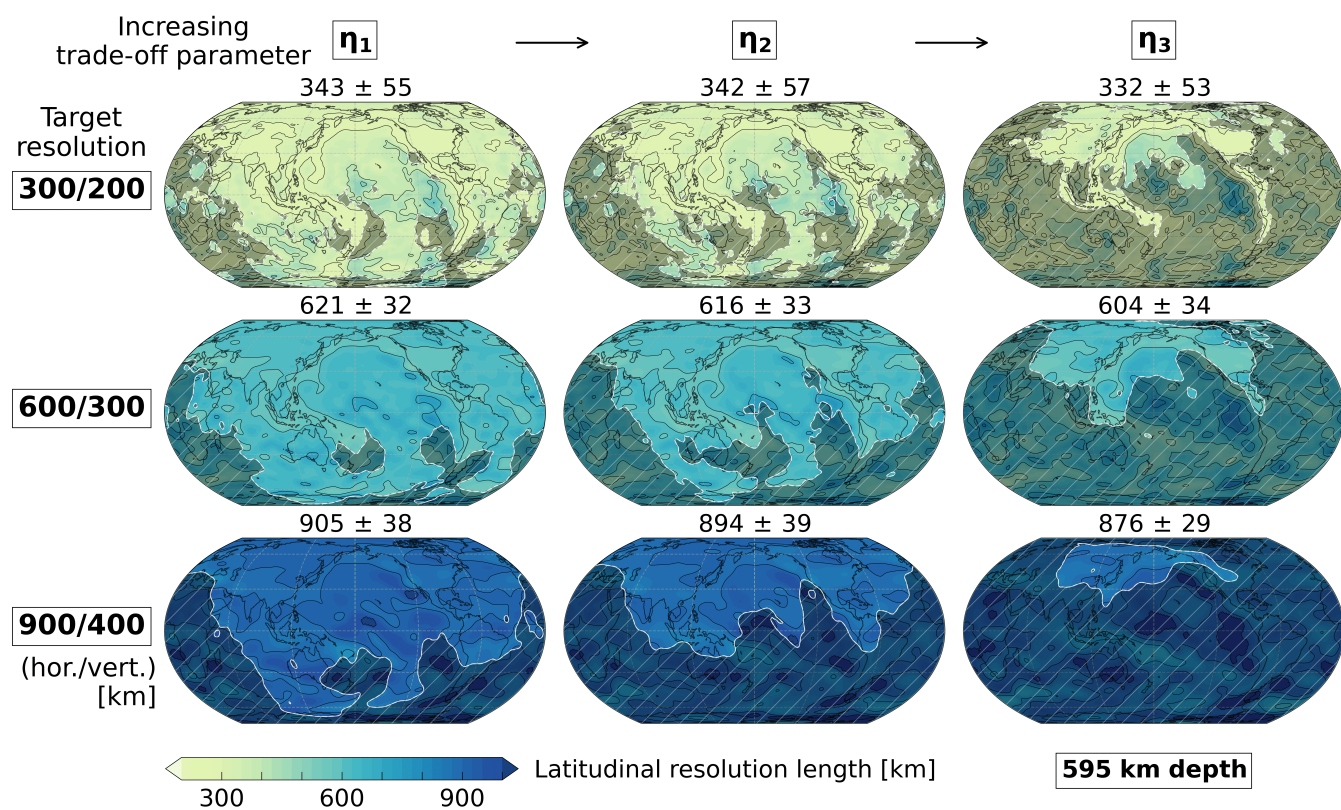 Increasing
trade-off parameter
η1
η2
η3
343 ± 55
342 ± 57
332 ± 53
Target
resolution
300/200
621 ± 32
616 ± 33
604 ± 34
600/300
905 ± 38
894 ± 39
876 ± 29
900/400
(hor./vert.)
[km]
Latitudinal resolution length [km]
595 km depth
300 600 900